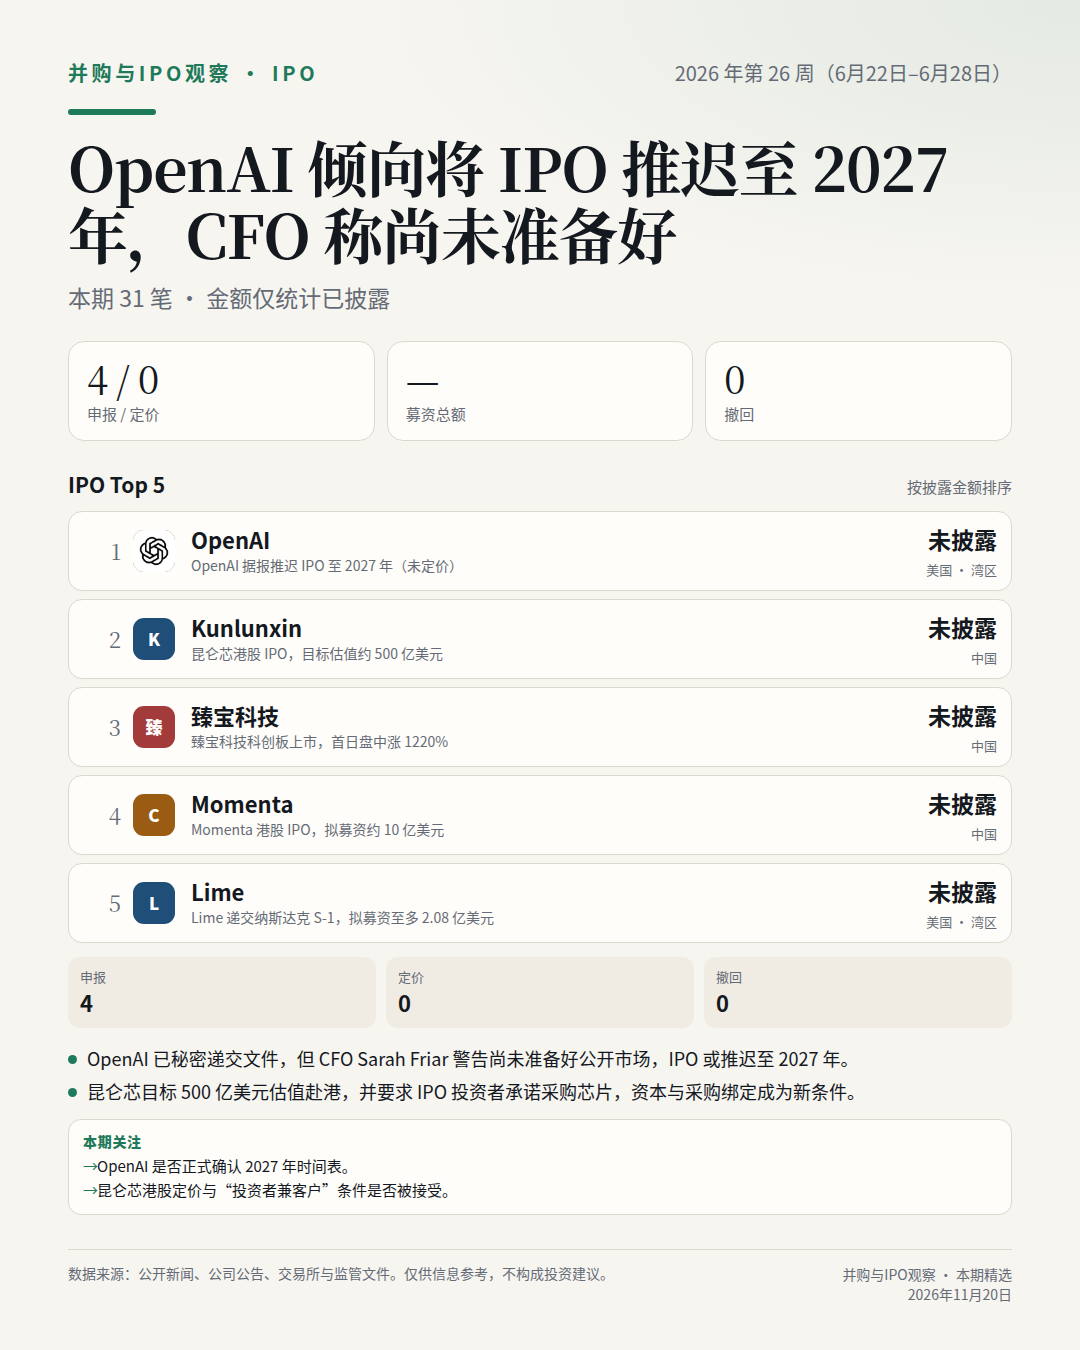 并购与IPO观察 · IPO
2026 年第 26 周（6月22日–6月28日）
OpenAI 倾向将 IPO 推迟至 2027
年，CFO 称尚未准备好
本期 31 笔 · 金额仅统计已披露
4 / 0
申报 / 定价
—
募资总额
0
撤回
IPO Top 5
按披露金额排序
1
OpenAI
OpenAI 据报推迟 IPO 至 2027 年（未定价）
未披露
美国 · 湾区
2
K
Kunlunxin
昆仑芯港股 IPO，目标估值约 500 亿美元
未披露
中国
3
臻
臻宝科技
臻宝科技科创板上市，首日盘中涨 1220%
未披露
中国
4
C
Momenta
Momenta 港股 IPO，拟募资约 10 亿美元
未披露
中国
5
L
Lime
Lime 递交纳斯达克 S-1，拟募资至多 2.08 亿美元
未披露
美国 · 湾区
申报
4
定价
0
撤回
0
OpenAI 已秘密递交文件，但 CFO Sarah Friar 警告尚未准备好公开市场，IPO 或推迟至 2027 年。
昆仑芯目标 500 亿美元估值赴港，并要求 IPO 投资者承诺采购芯片，资本与采购绑定成为新条件。
本期关注
→OpenAI 是否正式确认 2027 年时间表。
→昆仑芯港股定价与“投资者兼客户”条件是否被接受。
数据来源：公开新闻、公司公告、交易所与监管文件。仅供信息参考，不构成投资建议。
并购与IPO观察 · 本期精选
2026年11月20日